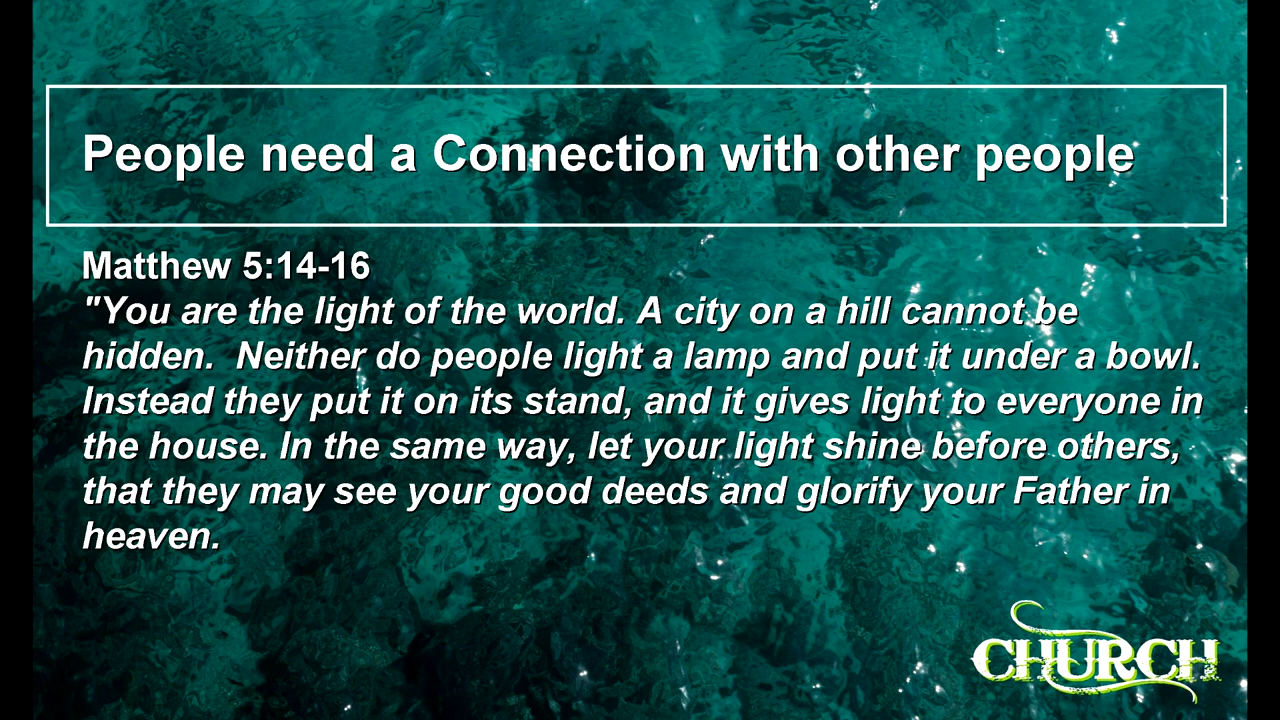 People need a Connection with other people
Matthew 5:14-16
"You are the light of the world. A city on a hill cannot be
hidden.  Neither do people light a lamp and put it under a bowl.
Instead they put it on its stand, and it gives light to everyone in
the house. In the same way, let your light shine before others,
that they may see your good deeds and glorify your Father in
heaven.
CHURCH